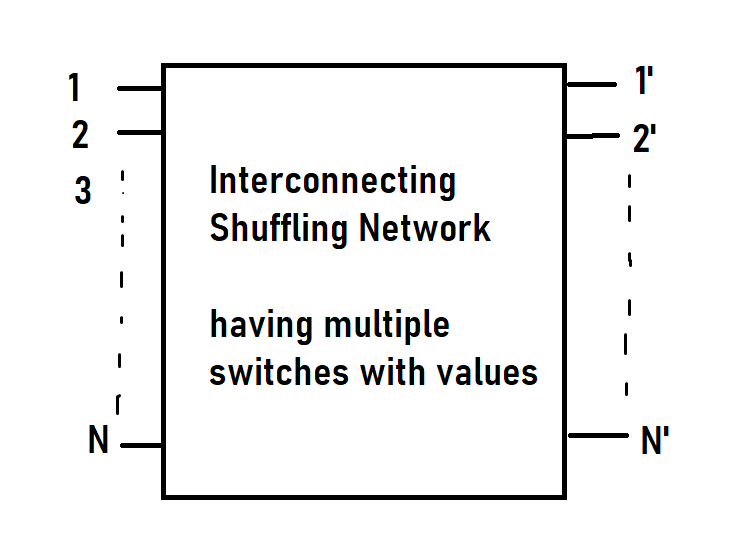 1
1'
2
2'
3
Interconnecting
Shuffling Network
having multiple
switches with values
N
N'